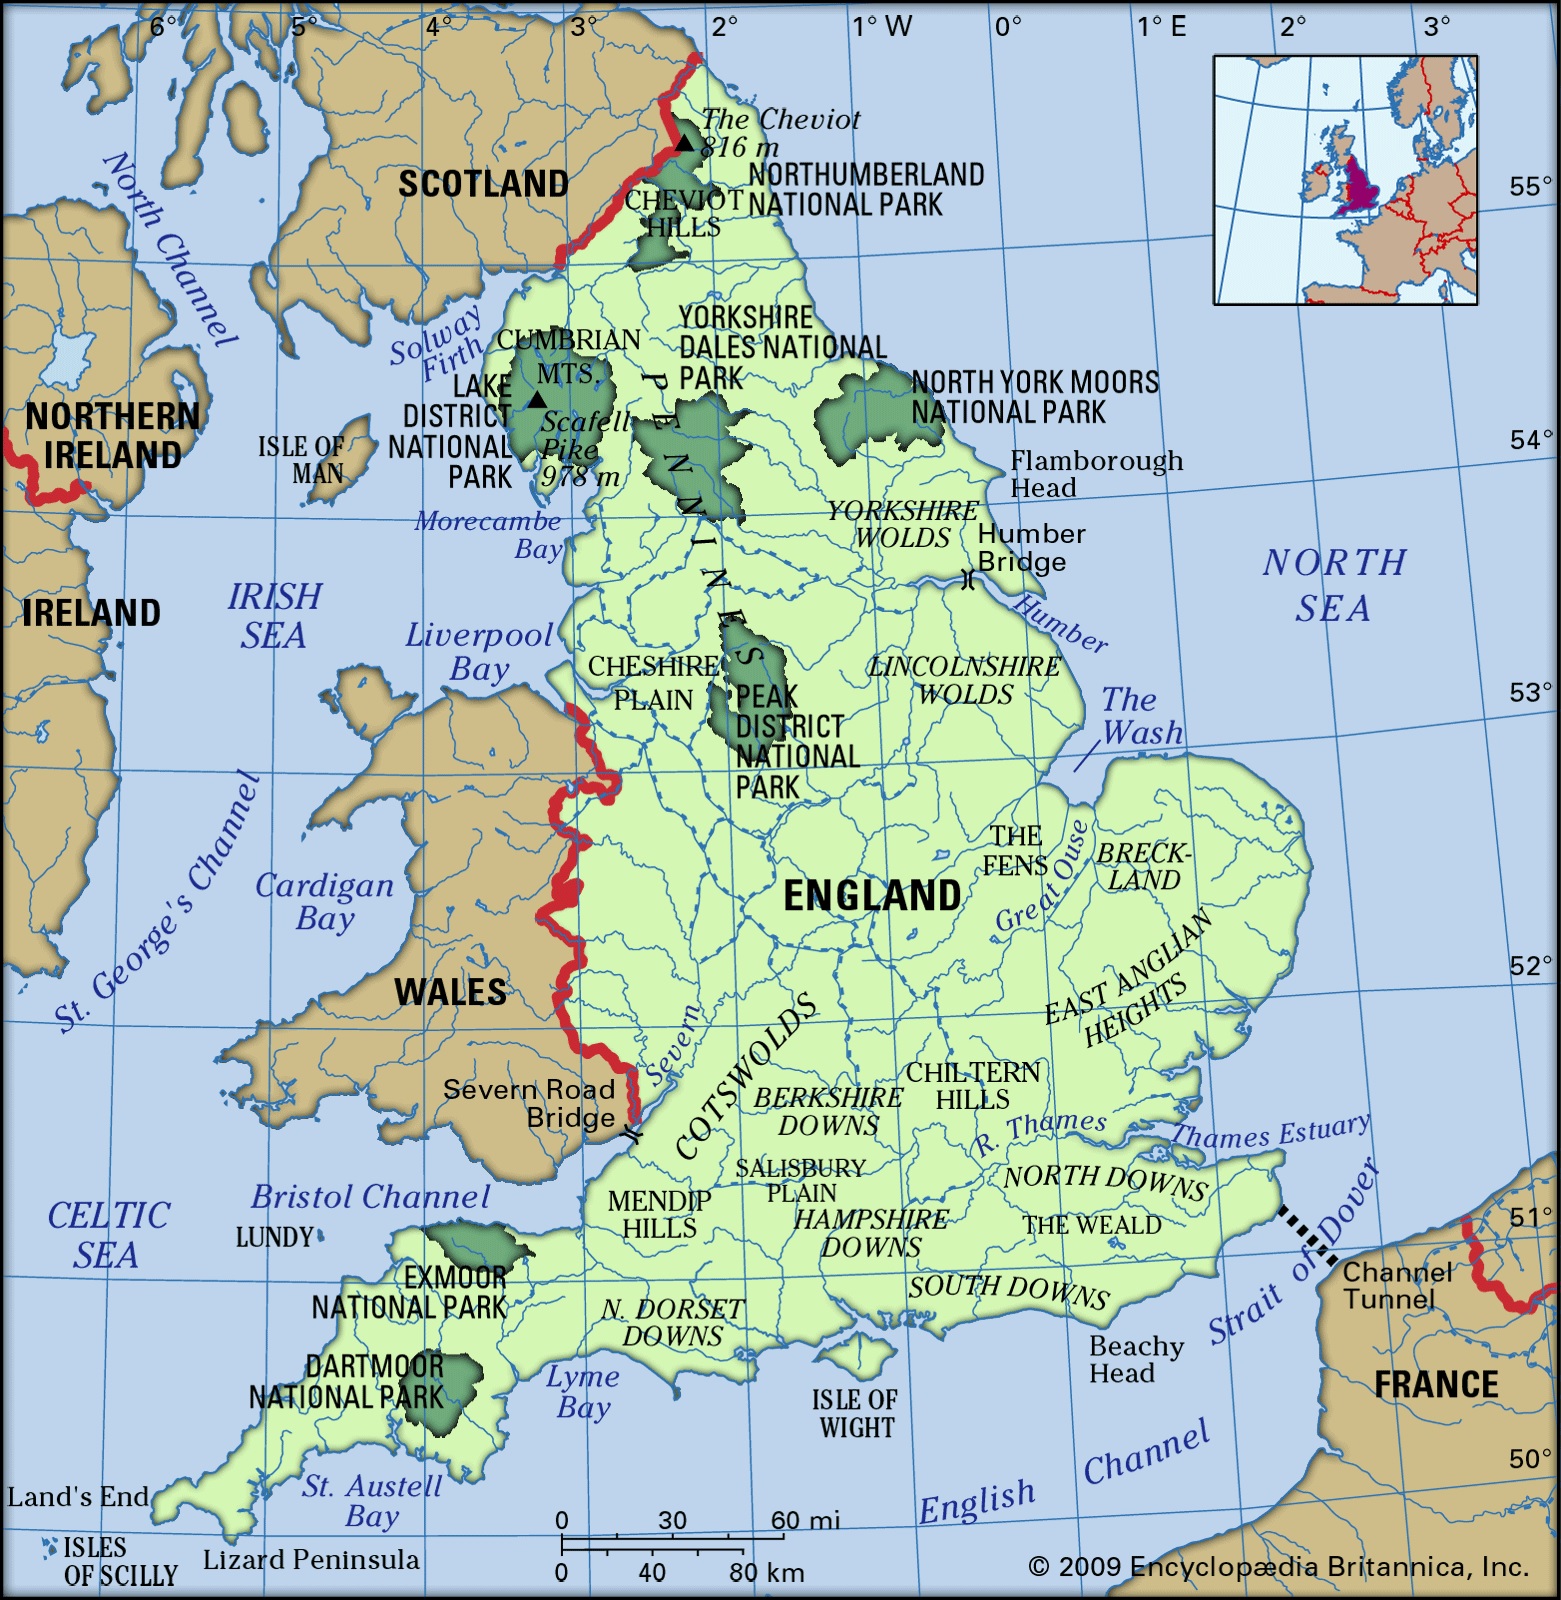 6° 5° 4° 3° 2° 1° W 0° 1° E 2° 3°
55°
54°
53°
52°
51°
50°
The Cheviot
816 m
NORTHUMBERLAND
NATIONAL PARK
CHEVIOT
HILLS
SCOTLAND
North Channel
Solway
Firth
CUMBRIAN
MTS.
LAKE
DISTRICT
NATIONAL
PARK
Scafell
Pike
978 m
YORKSHIRE
DALES NATIONAL
PARK
PENNINES
NORTH YORK MOORS
NATIONAL PARK
NORTHERN
IRELAND
ISLE OF
MAN
Flamborough
Head
Morecambe
Bay
YORKSHIRE
WOLDS
Humber
Bridge
NORTH
SEA
IRISH
SEA
IRELAND
Liverpool
Bay
Humber
CHESHIRE
PLAIN
LINCOLNSHIRE
WOLDS
PEAK
DISTRICT
NATIONAL
PARK
The
Wash
St. George's Channel
Cardigan
Bay
ENGLAND
THE
FENS
Great Ouse
BRECK-
LAND
EAST ANGLIAN
HEIGHTS
WALES
Severn
COTSWOLDS
Severn Road
Bridge
BERKSHIRE
DOWNS
CHILTERN
HILLS
R. Thames
Thames Estuary
CELTIC
SEA
Bristol Channel
LUNDY
MENDIP
HILLS
SALISBURY
PLAIN
HAMPSHIRE
DOWNS
NORTH DOWNS
THE WEALD
SOUTH DOWNS
Strait of Dover
Channel
Tunnel
EXMOOR
NATIONAL PARK
N. DORSET
DOWNS
DARTMOOR
NATIONAL PARK
Lyme
Bay
ISLE OF
WIGHT
Beachy
Head
FRANCE
English Channel
Land's End
St. Austell
Bay
ISLES
OF SCILLY
Lizard Peninsula
0 30 60 mi
0 40 80 km
© 2009 Encyclopædia Britannica, Inc.